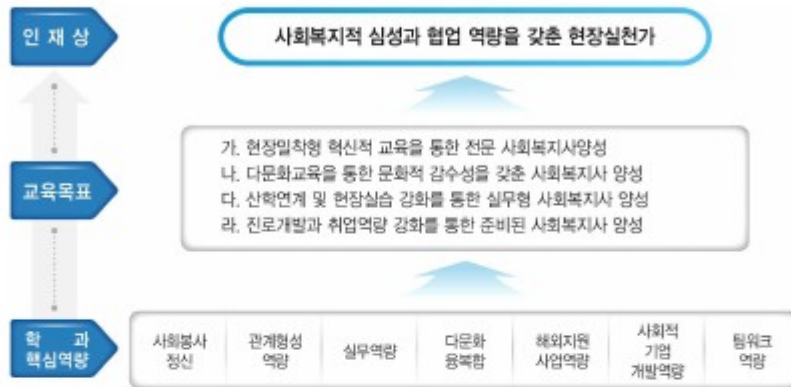 인 재 상
사회복지적 심성과 협업 역량을 갖춘 현장실천가
교육목표
가. 현장밀착형 혁신적 교육을 통한 전문 사회복지사양성
나. 다문화교육을 통한 문화적 감수성을 갖춘 사회복지사 양성
다. 산학연계 및 현장실습 강화를 통한 실무형 사회복지사 양성
라. 진로개발과 취업역량 강화를 통한 준비된 사회복지사 양성
학 과
핵심역량
사회봉사
정신
관계형성
역량
실무역량
다문화
융복합
해외지원
사업역량
사회적
기업
개발역량
팀워크
역량